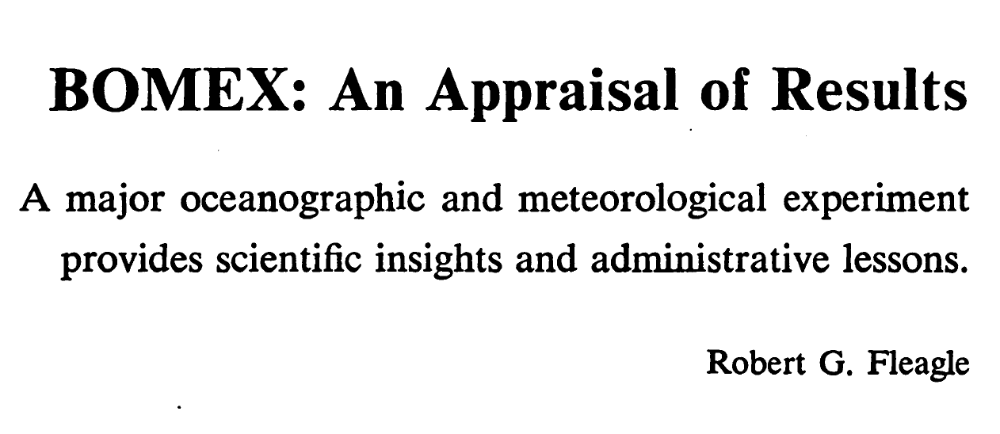 BOMEX: An Appraisal of Results
A major oceanographic and meteorological experiment
provides scientific insights and administrative lessons.
Robert G. Fleagle